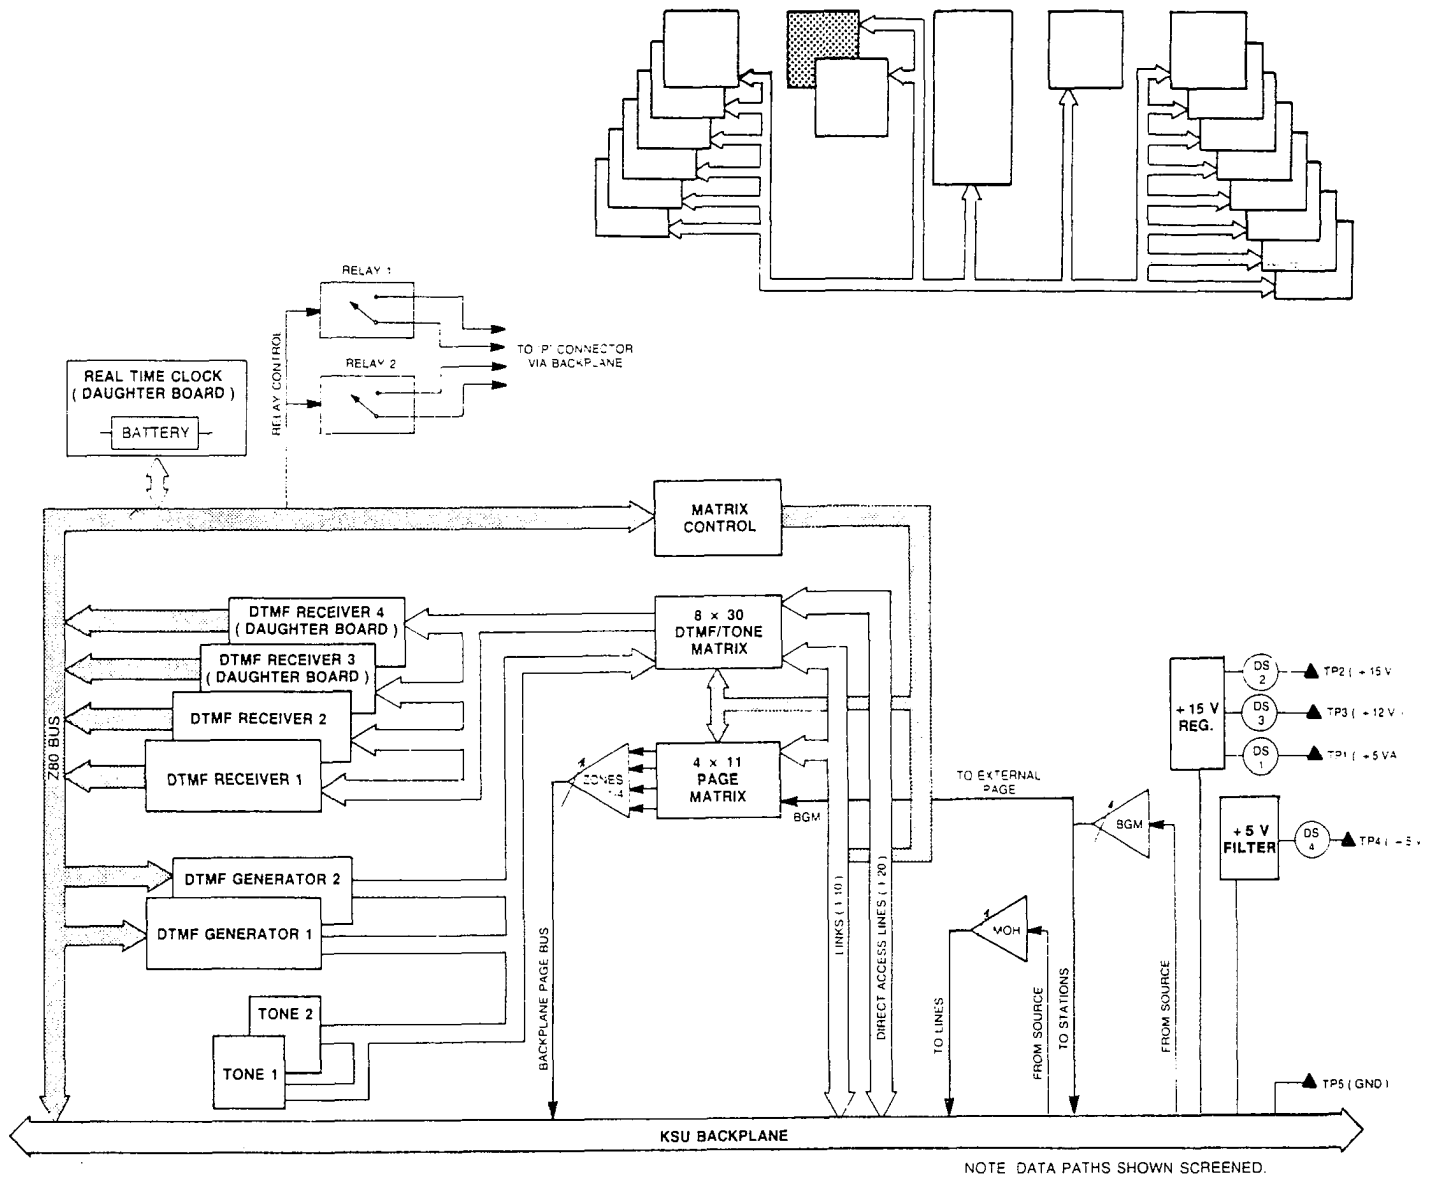 RELAY 1
RELAY 2
RELAY CONTROL
TO 'P' CONNECTOR
VIA BACKPLANE
REAL TIME CLOCK
( DAUGHTER BOARD )
BATTERY
MATRIX
CONTROL
Z80 BUS
DTMF RECEIVER 4
( DAUGHTER BOARD )
DTMF RECEIVER 3
( DAUGHTER BOARD )
DTMF RECEIVER 2
DTMF RECEIVER 1
8 × 30
DTMF/TONE
MATRIX
4 × 11
PAGE
MATRIX
ZONES
BGM
TO EXTERNAL
PAGE
4
BGM
+ 15 V
REG.
DS
2
TP2 ( + 15 V
DS
3
TP3 ( + 12 V
DS
1
TP1 ( + 5 VA
+ 5 V
FILTER
DS
4
TP4 (
DTMF GENERATOR 2
DTMF GENERATOR 1
TONE 2
TONE 1
BACKPLANE PAGE BUS
LINKS ( 1 10 )
DIRECT ACCESS LINES ( 1 20 )
MOH
TO LINES
FROM SOURCE
TO STATIONS
FROM SOURCE
TP5 ( GND )
KSU BACKPLANE
NOTE DATA PATHS SHOWN SCREENED.